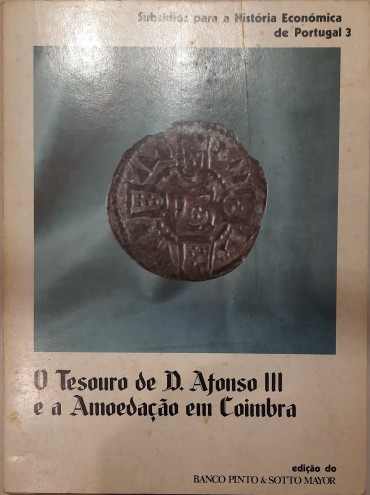 Subsídios para a História Económica
de Portugal 3
O Tesouro de D. Afonso III
e a Amoedação em Coimbra
edição do
BANCO PINTO & SOTTO MAYOR